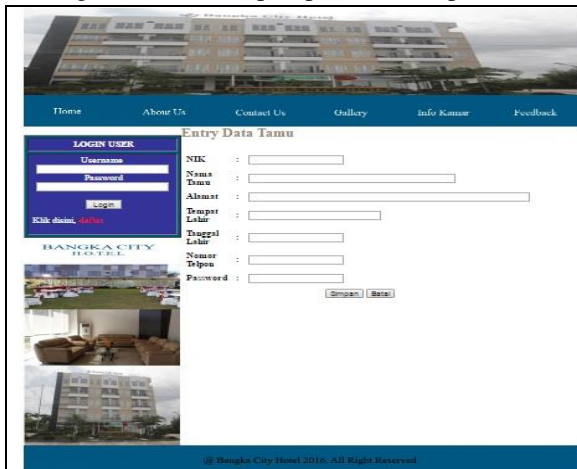 Bangka City Hotel
Home About Us Contact Us Gallery Info Kamar Feedback
LOGIN USER
Username
Password
Login
Klik disini, daftar
BANGKA CITY
H.O.T.E.L
Entry Data Tamu
NIK :
Nama Tamu :
Alamat :
Tempat Lahir :
Tanggal Lahir :
Nomor Telpon :
Password :
Simpan Batal
@ Bangka City Hotel 2016. All Right Reserved